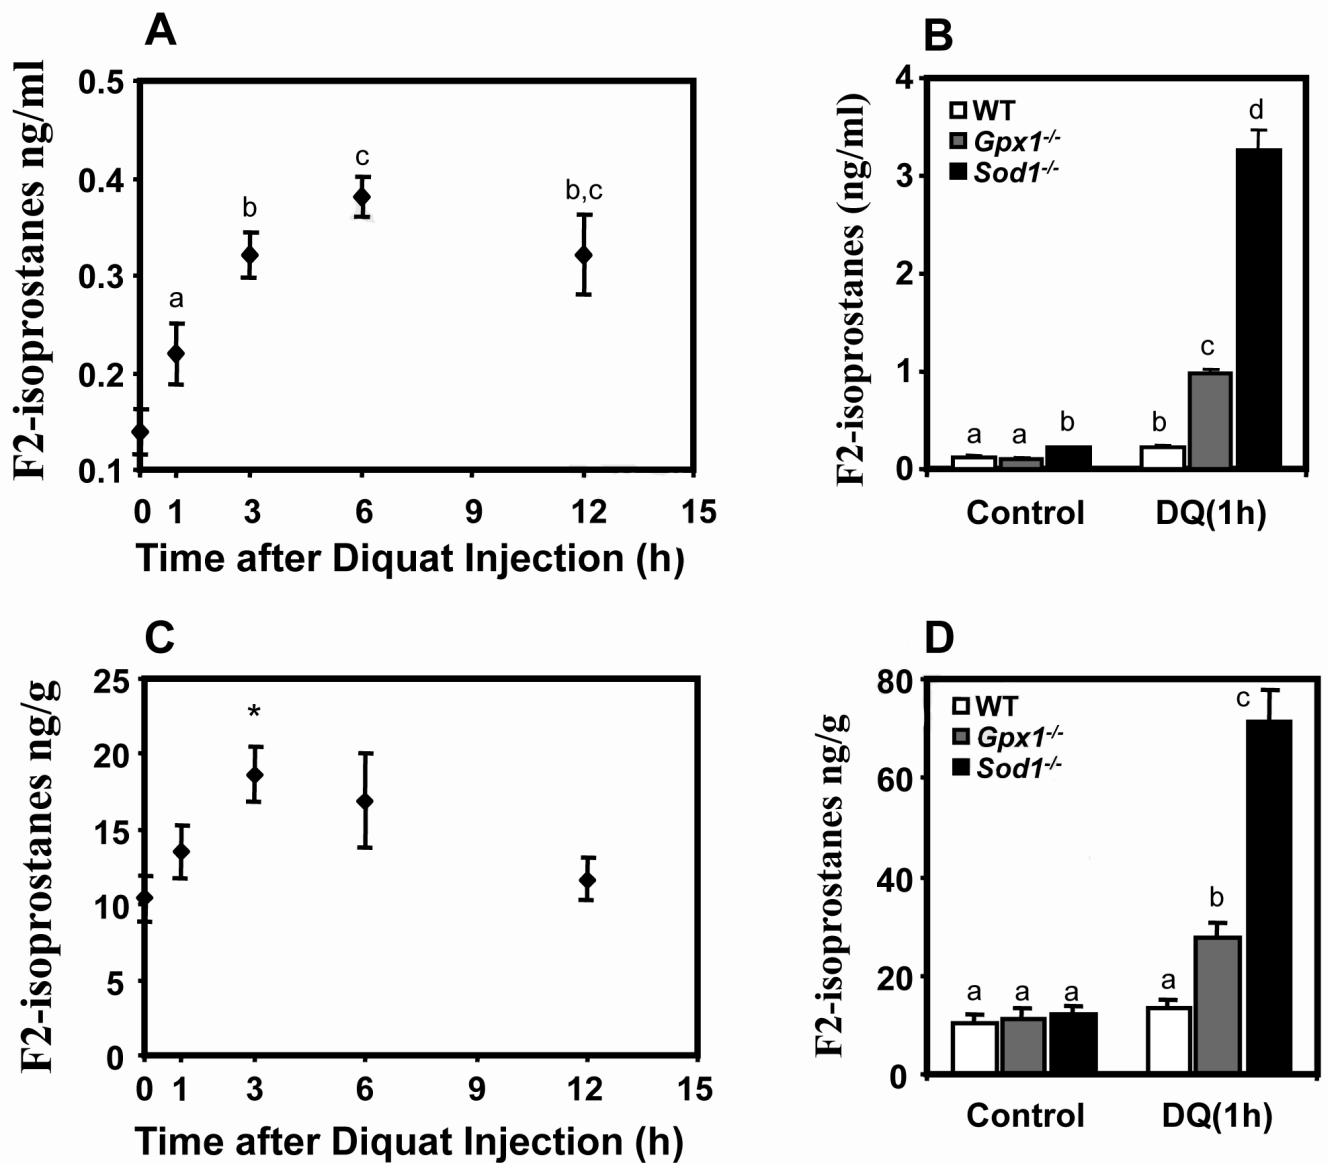 A
F2-isoprostanes ng/ml
0.5
0.4
0.3
0.2
0.1
a
b
c
b,c
0 1 3 6 9 12 15
Time after Diquat Injection (h)
B
F2-isoprostanes (ng/ml)
4
3
2
1
0
WT
Gpx1-/-
Sod1-/-
a a b
b c d
Control DQ(1h)
C
F2-isoprostanes ng/g
25
20
15
10
5
0
*
0 1 3 6 9 12 15
Time after Diquat Injection (h)
D
F2-isoprostanes ng/g
80
60
40
20
0
WT
Gpx1-/-
Sod1-/-
a a a
a b c
Control DQ(1h)